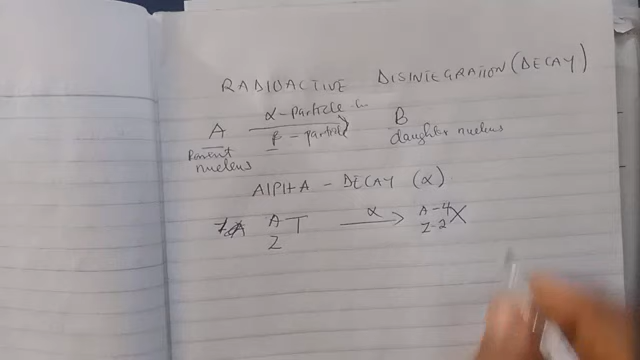 RADIOACTIVE DISINTEGRATION (DECAY)
α-particle
A B
β-particle
Parent daughter nucleus
nucleus
AlPHA-DECAY (α)
A T α A-4 X
Z Z-2